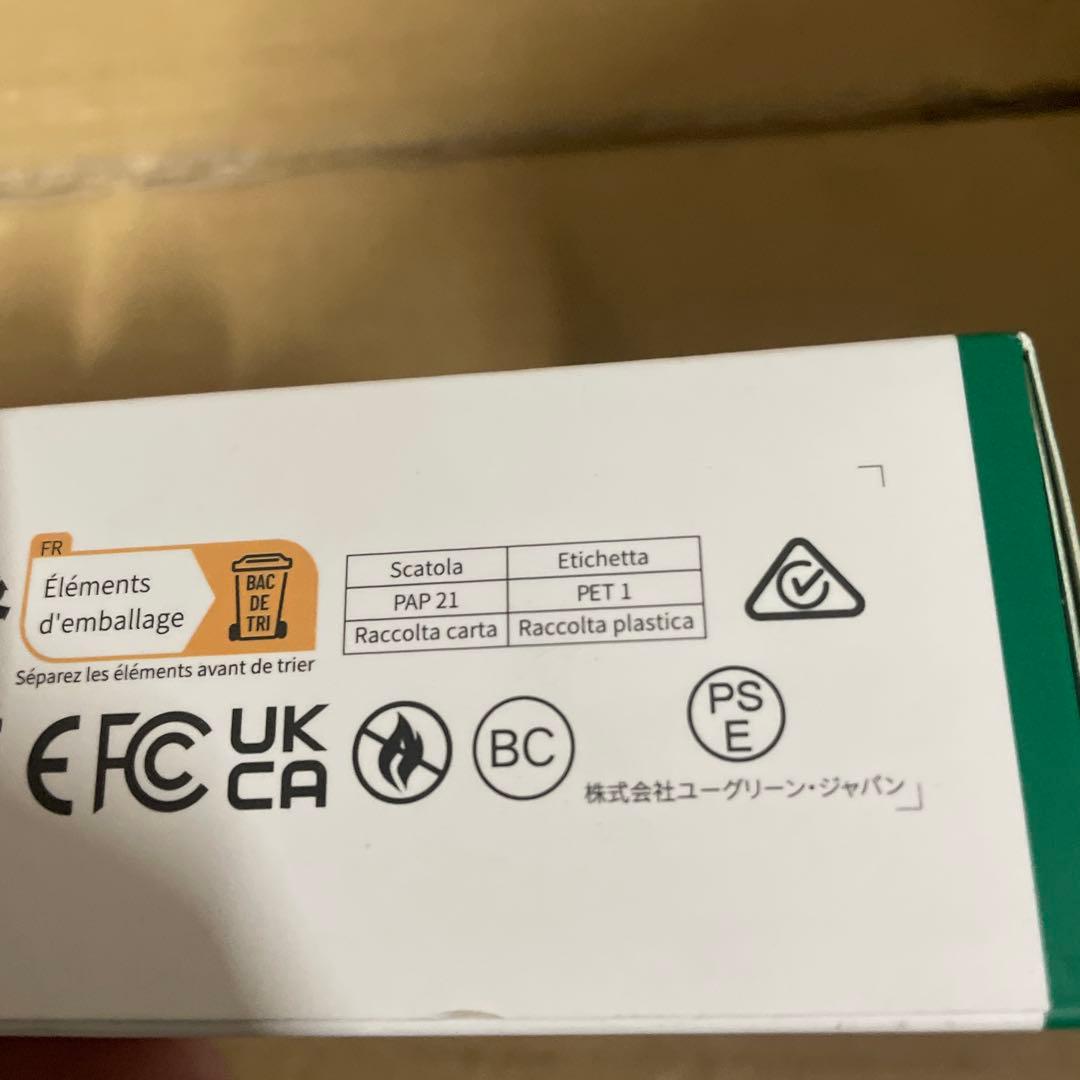 FR
Éléments
d'emballage
BAC
DE
TRI
Séparez les éléments avant de trier
Scatola Etichetta
PAP 21 PET 1
Raccolta carta Raccolta plastica
CE FC UK
CA
BC
PS
E
株式会社ユーグリーン・ジャパン